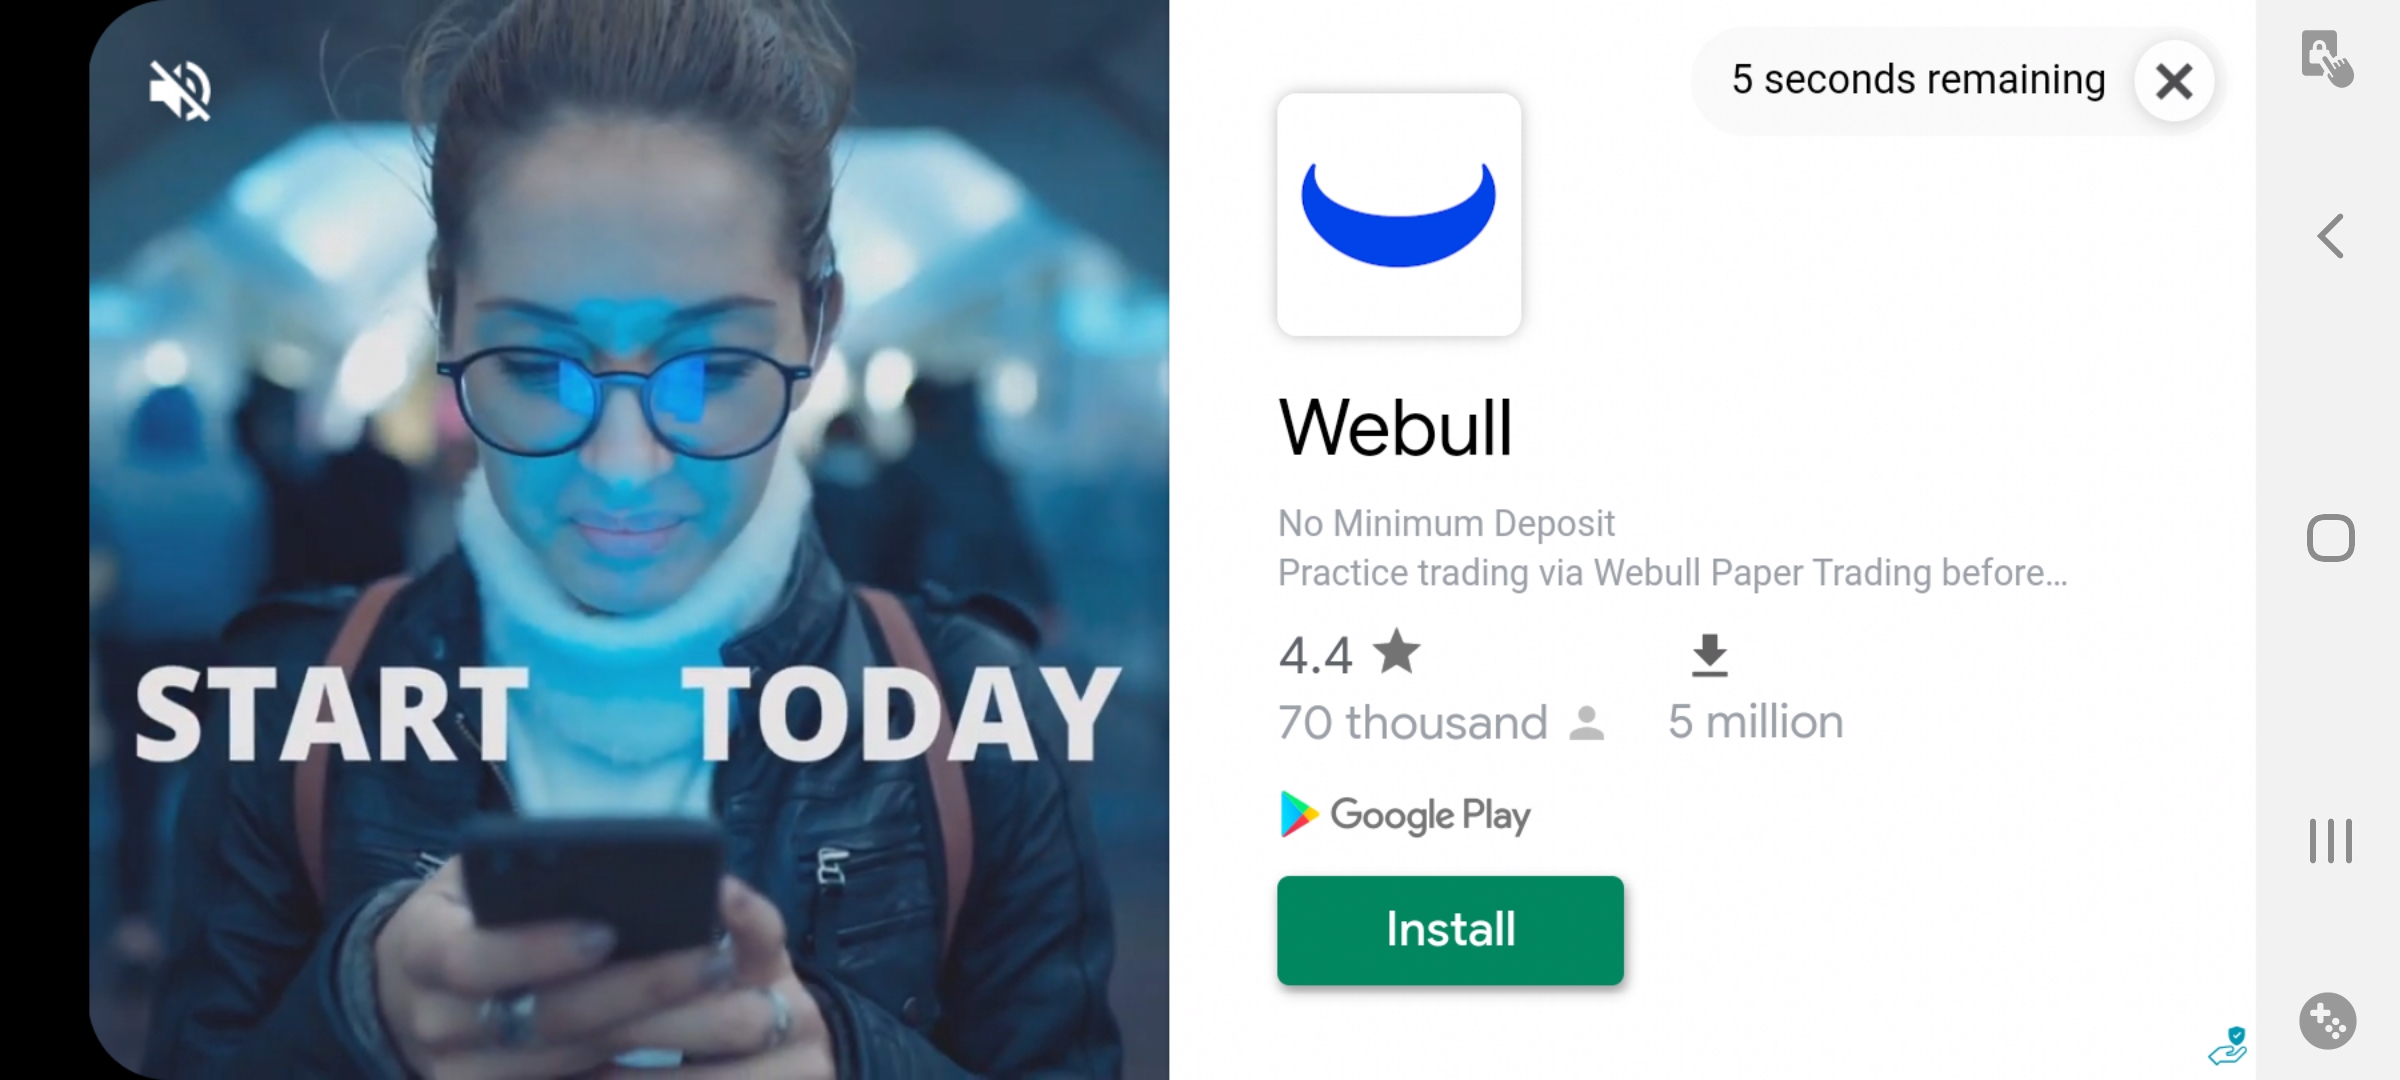 START TODAY
5 seconds remaining
Webull
No Minimum Deposit
Practice trading via Webull Paper Trading before...
4.4
70 thousand
5 million
Google Play
Install